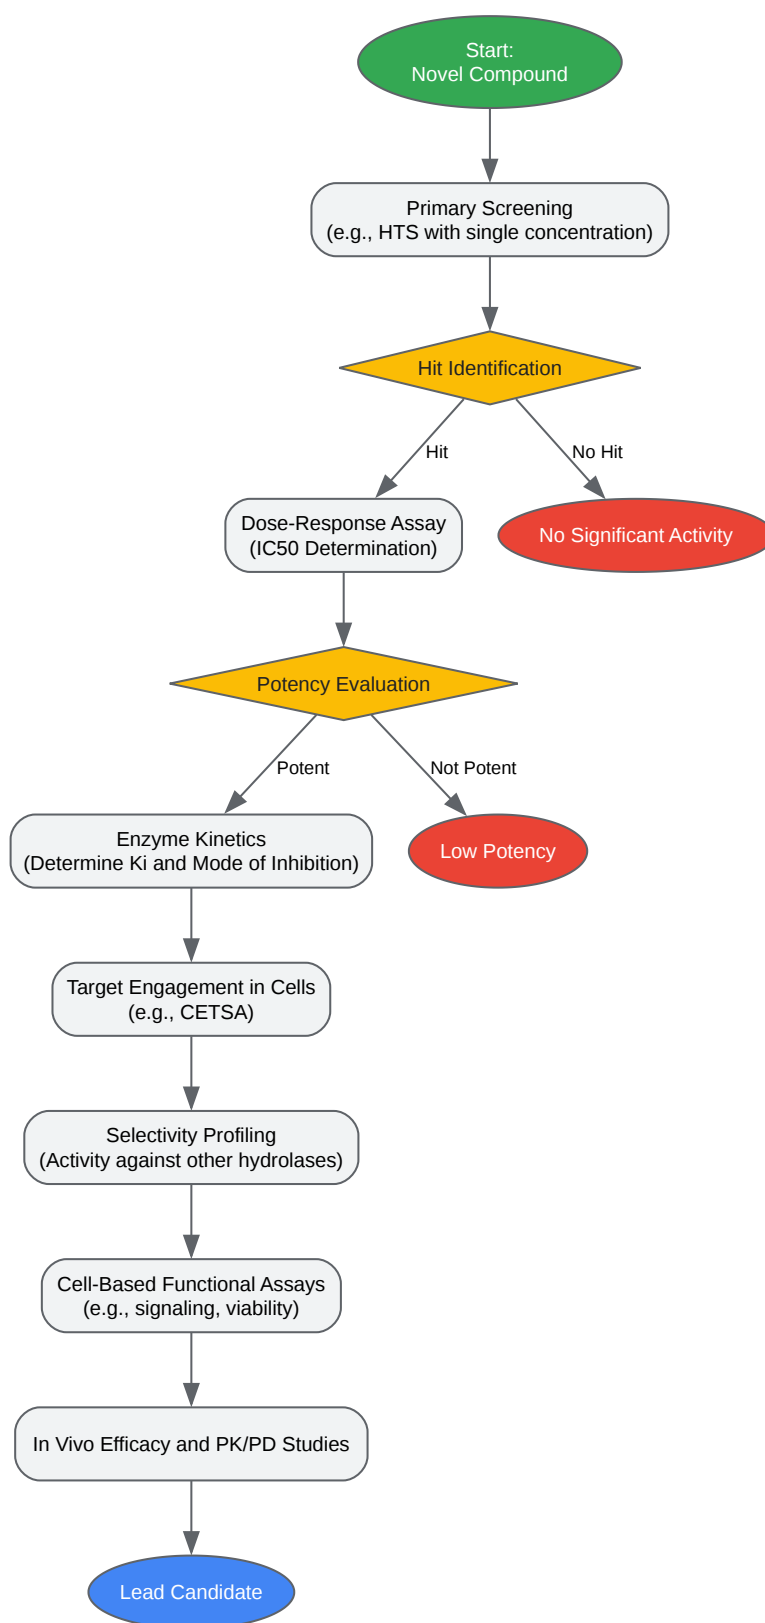 Start:
Novel Compound
Primary Screening
(e.g., HTS with single concentration)
Hit Identification
Hit
No Hit
Dose-Response Assay
(IC50 Determination)
No Significant Activity
Potency Evaluation
Potent
Not Potent
Enzyme Kinetics
(Determine Ki and Mode of Inhibition)
Low Potency
Target Engagement in Cells
(e.g., CETSA)
Selectivity Profiling
(Activity against other hydrolases)
Cell-Based Functional Assays
(e.g., signaling, viability)
In Vivo Efficacy and PK/PD Studies
Lead Candidate